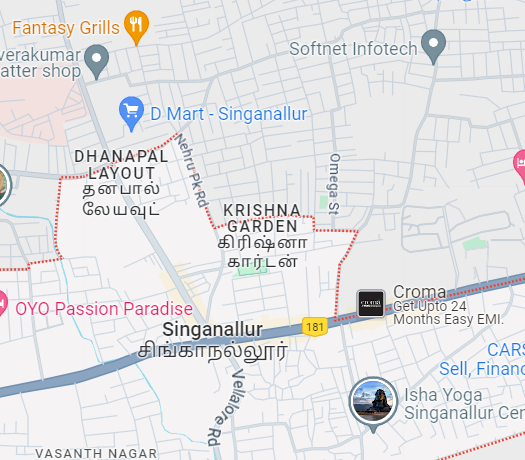 Fantasy Grills
Softnet Infotech
verakumar
atter shop
D Mart - Singanallur
Nehru Pk Rd
DHANAPAL
LAYOUT
தனபால்
லேயவுட்
Omega St
KRISHNA
GARDEN
கிரிஷ்னா
கார்டன்
OYO Passion Paradise
Croma
croma
Get Upto 24
Months Easy EMI.
Singanallur
சிங்காநல்லூர்
181
CARS
Sell, Financ
Vellalore Rd
Isha Yoga
Singanallur Cen
VASANTH NAGAR